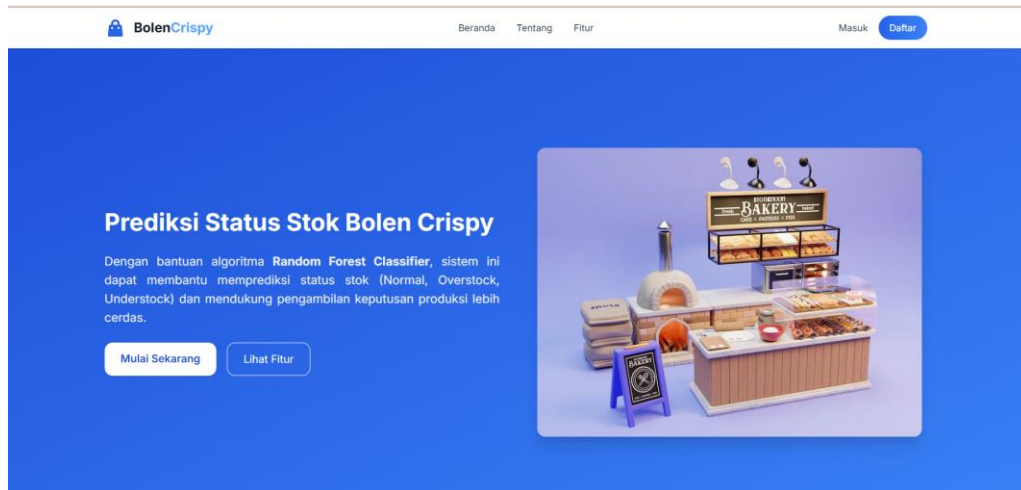 BolenCrispy
Beranda Tentang Fitur
Masuk Daftar
Prediksi Status Stok Bolen Crispy
Dengan bantuan algoritma Random Forest Classifier, sistem ini
dapat membantu memprediksi status stok (Normal, Overstock,
Understock) dan mendukung pengambilan keputusan produksi lebih
cerdas.
Mulai Sekarang Lihat Fitur
BAKERY
BAKERY